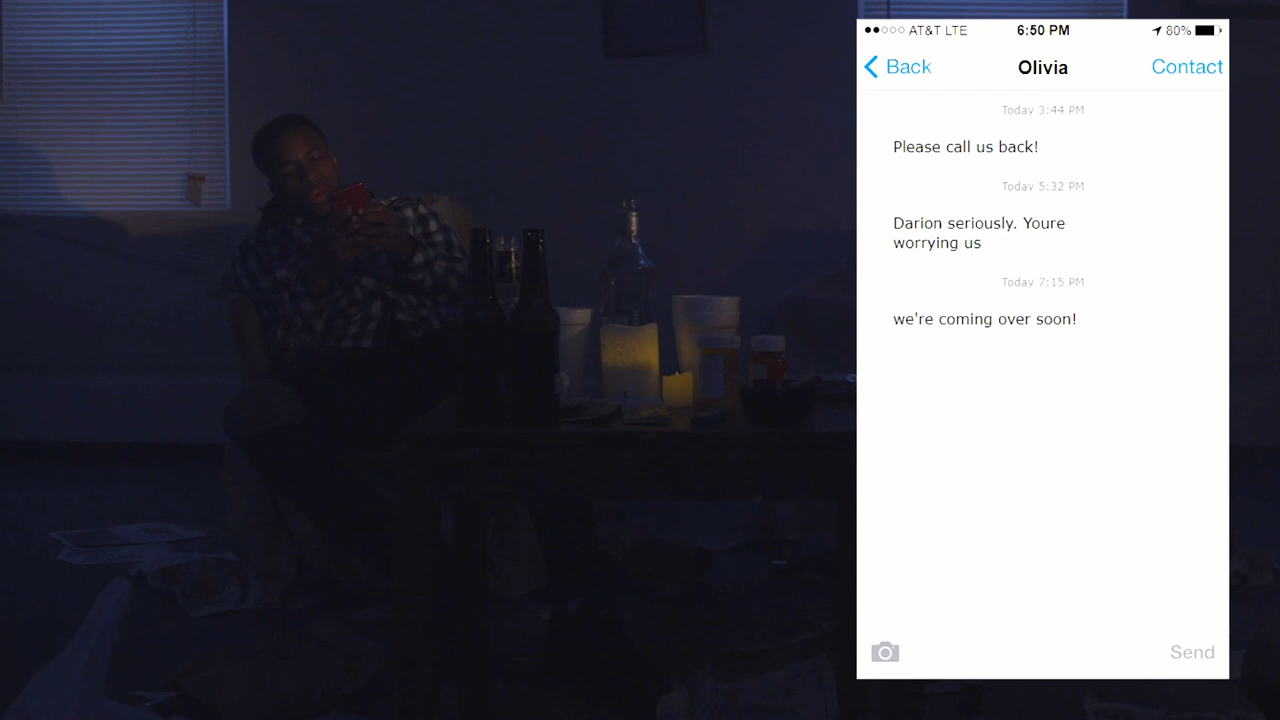 AT&T LTE 6:50 PM 80%
Back Olivia Contact
Today 3:44 PM
Please call us back!
Today 5:32 PM
Darion seriously. Youre
worrying us
Today 7:15 PM
we're coming over soon!
Send